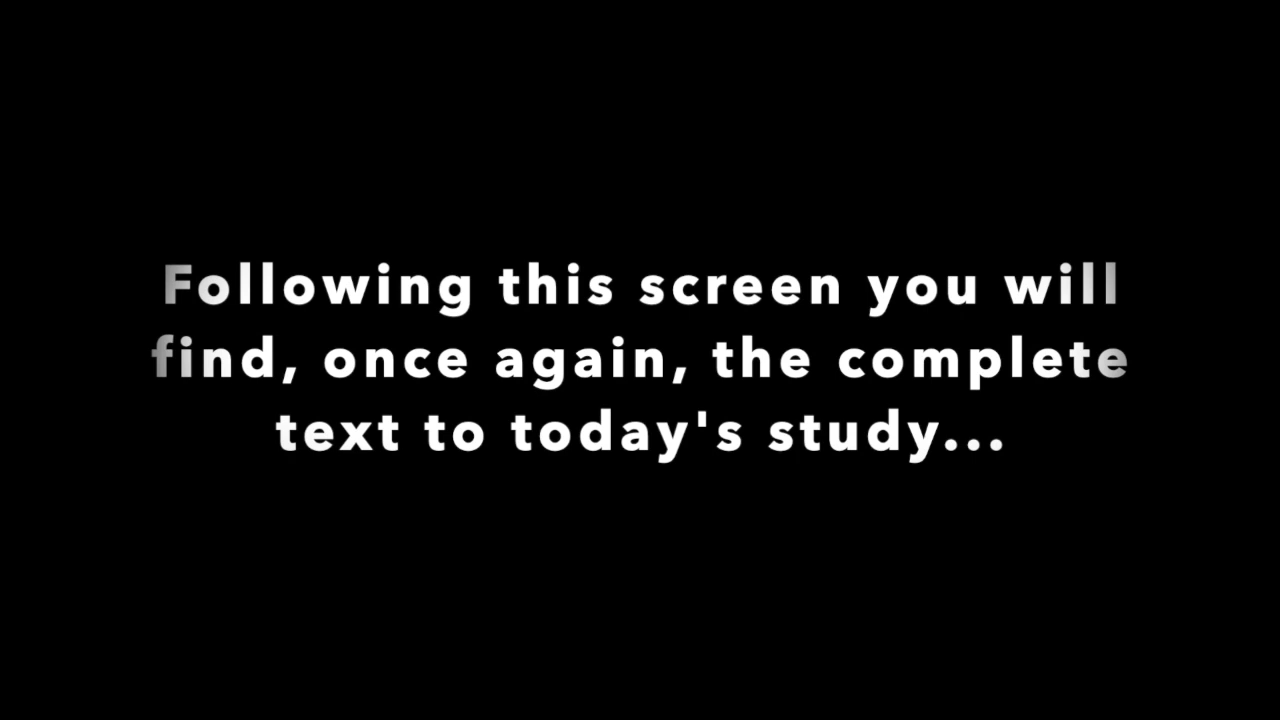 Following this screen you will
find, once again, the complete
text to today's study...